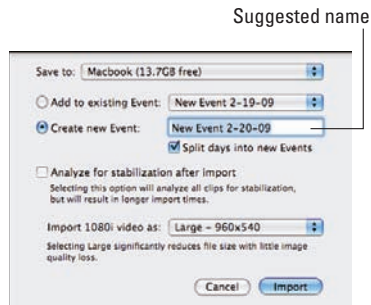 Suggested name
Save to: Macbook (13.7GB free)
Add to existing Event: New Event 2-19-09
Create new Event: New Event 2-20-09
Split days into new Events
Analyze for stabilization after import
Selecting this option will analyze all clips for stabilization,
but will result in longer import times.
Import 1080i video as: Large - 960x540
Selecting Large significantly reduces file size with little image
quality loss.
Cancel Import